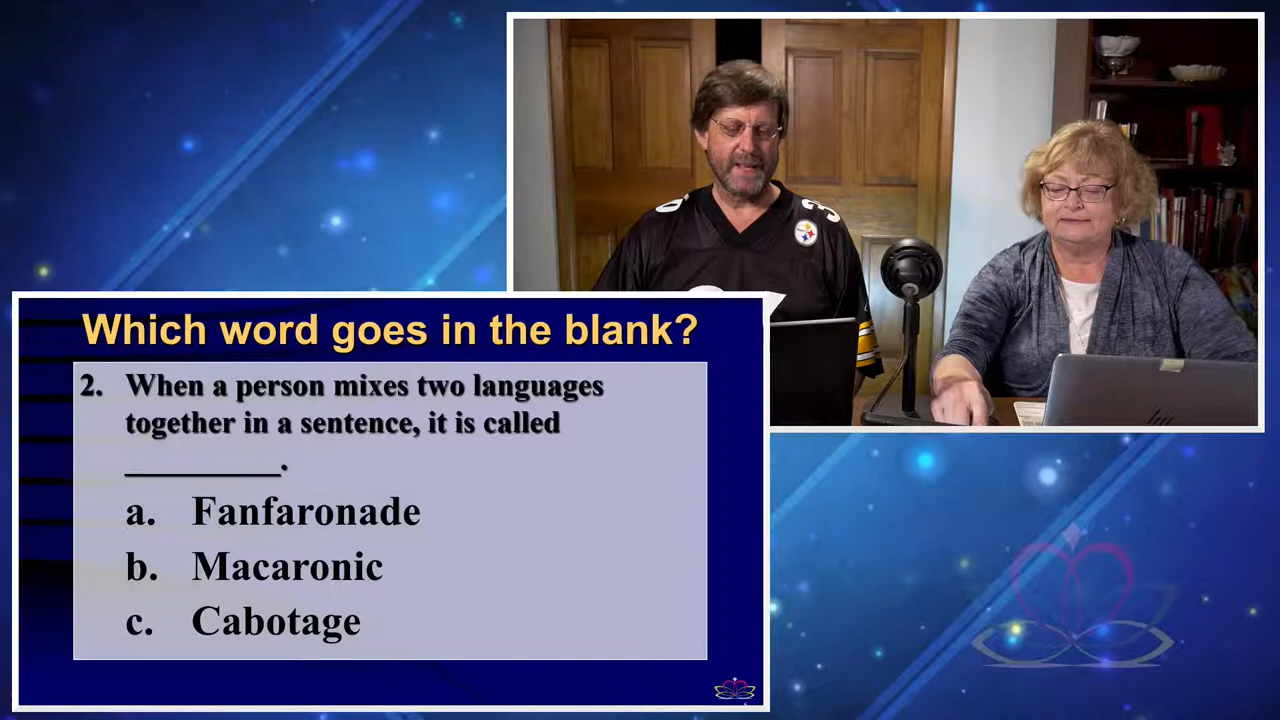 Which word goes in the blank?
2. When a person mixes two languages
together in a sentence, it is called
__________.
a. Fanfaronade
b. Macaronic
c. Cabotage